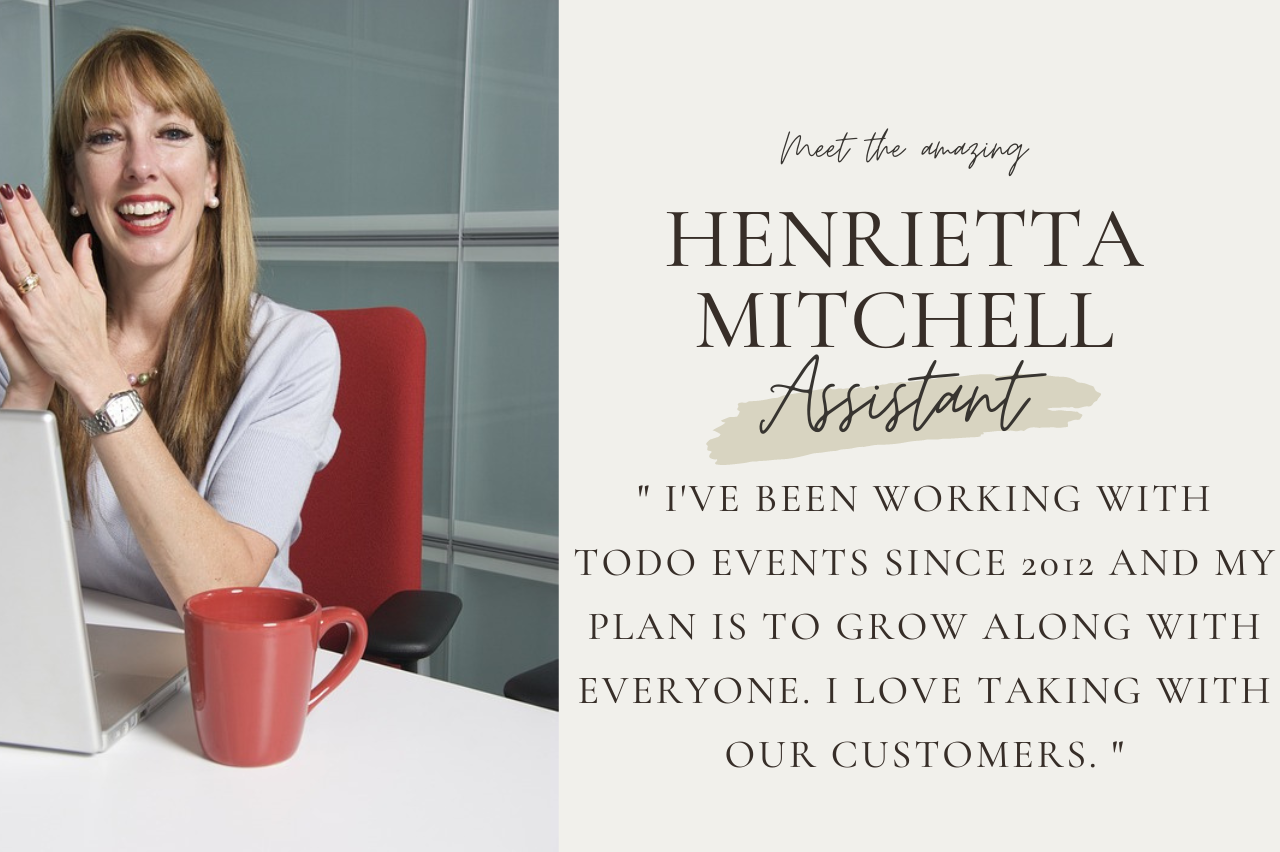 Meet the amazing
HENRIETTA
MITCHELL
Assistant
" I'VE BEEN WORKING WITH
TODO EVENTS SINCE 2012 AND MY
PLAN IS TO GROW ALONG WITH
EVERYONE. I LOVE TAKING WITH
OUR CUSTOMERS. "